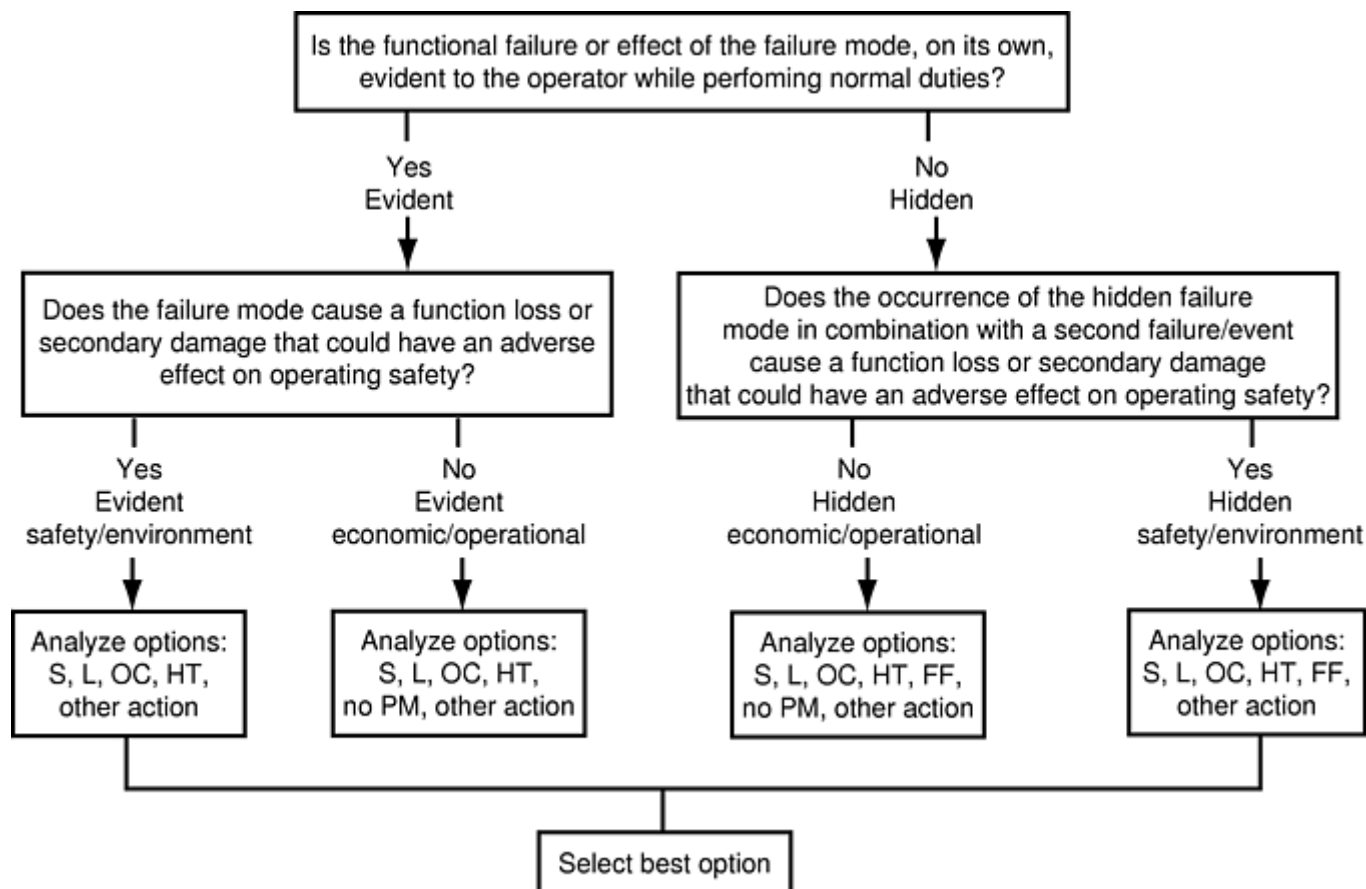 Is the functional failure or effect of the failure mode, on its own,
evident to the operator while perfoming normal duties?
Yes
Evident
No
Hidden
Does the failure mode cause a function loss or
secondary damage that could have an adverse
effect on operating safety?
Does the occurrence of the hidden failure
mode in combination with a second failure/event
cause a function loss or secondary damage
that could have an adverse effect on operating safety?
Yes
Evident
safety/environment
No
Evident
economic/operational
No
Hidden
economic/operational
Yes
Hidden
safety/environment
Analyze options:
S, L, OC, HT,
other action
Analyze options:
S, L, OC, HT,
no PM, other action
Analyze options:
S, L, OC, HT, FF,
no PM, other action
Analyze options:
S, L, OC, HT, FF,
other action
Select best option